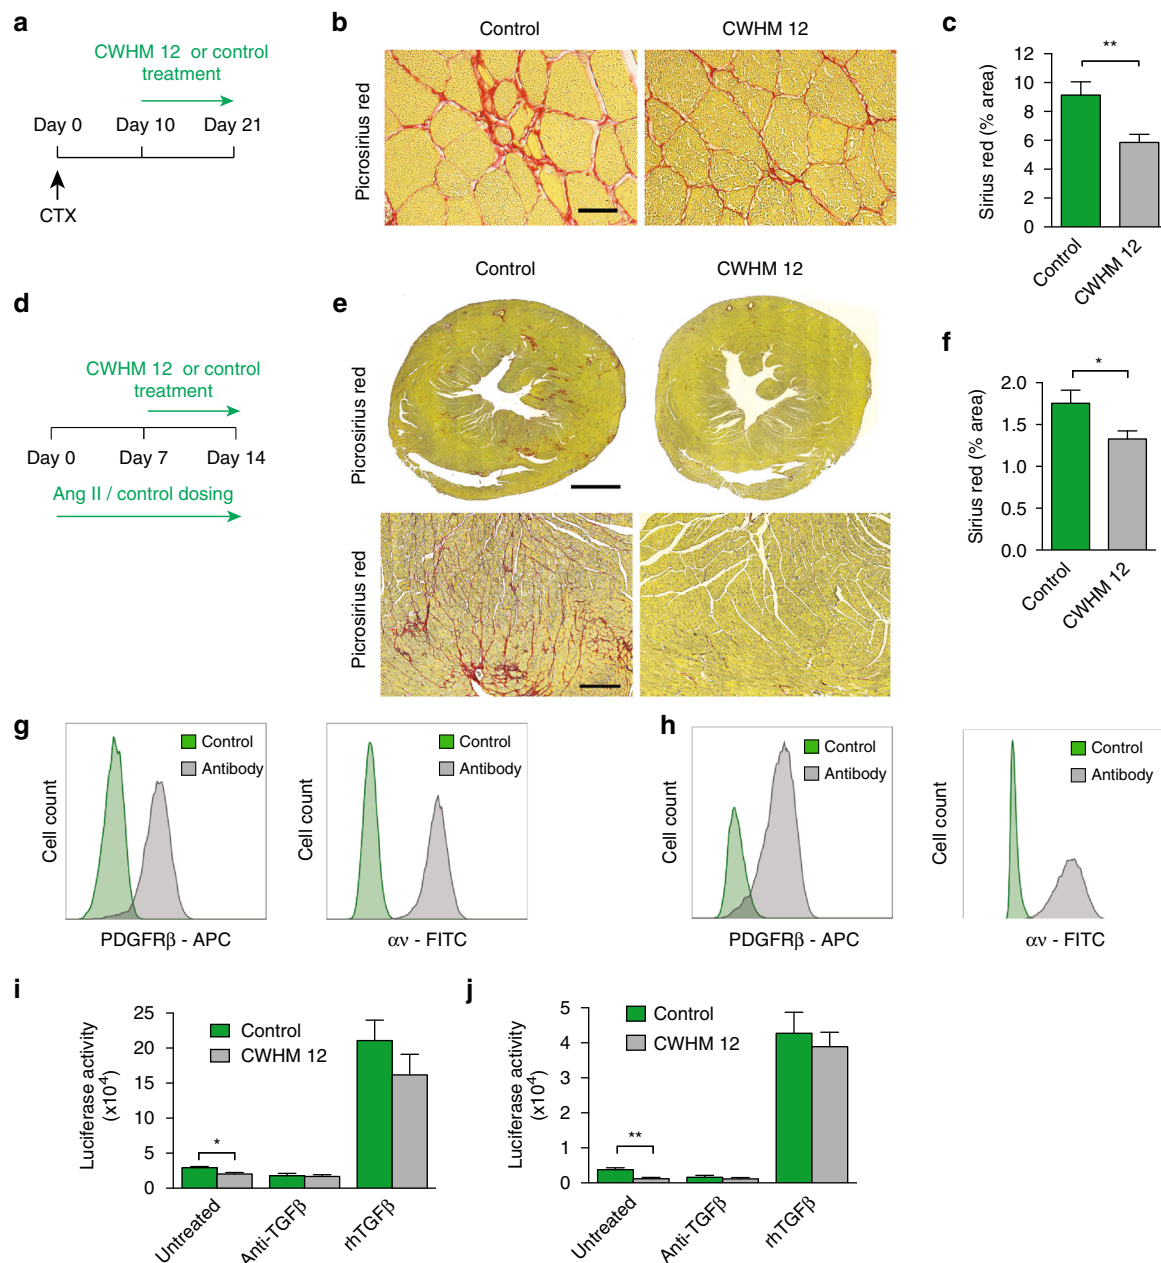 a
CWHM 12 or control
treatment
Day 0 Day 10 Day 21
CTX
b
Control CWHM 12
Picrosirius red
c
**
Sirius red (% area)
12
10
8
6
4
2
0
Control
CWHM 12
d
CWHM 12 or control
treatment
Day 0 Day 7 Day 14
Ang II / control dosing
e
Control CWHM 12
Picrosirius red
Picrosirius red
f
*
Sirius red (% area)
2.0
1.5
1.0
0.5
0.0
Control
CWHM 12
g
Control
Antibody
Cell count
PDGFRβ - APC
Control
Antibody
Cell count
αv - FITC
h
Control
Antibody
Cell count
PDGFRβ - APC
Control
Antibody
Cell count
αv - FITC
i
Luciferase activity
(x10⁴)
25
20
15
10
5
0
Control
CWHM 12
*
Untreated
Anti-TGFβ
rhTGFβ
j
Luciferase activity
(x10⁴)
5
4
3
2
1
0
Control
CWHM 12
**
Untreated
Anti-TGFβ
rhTGFβ